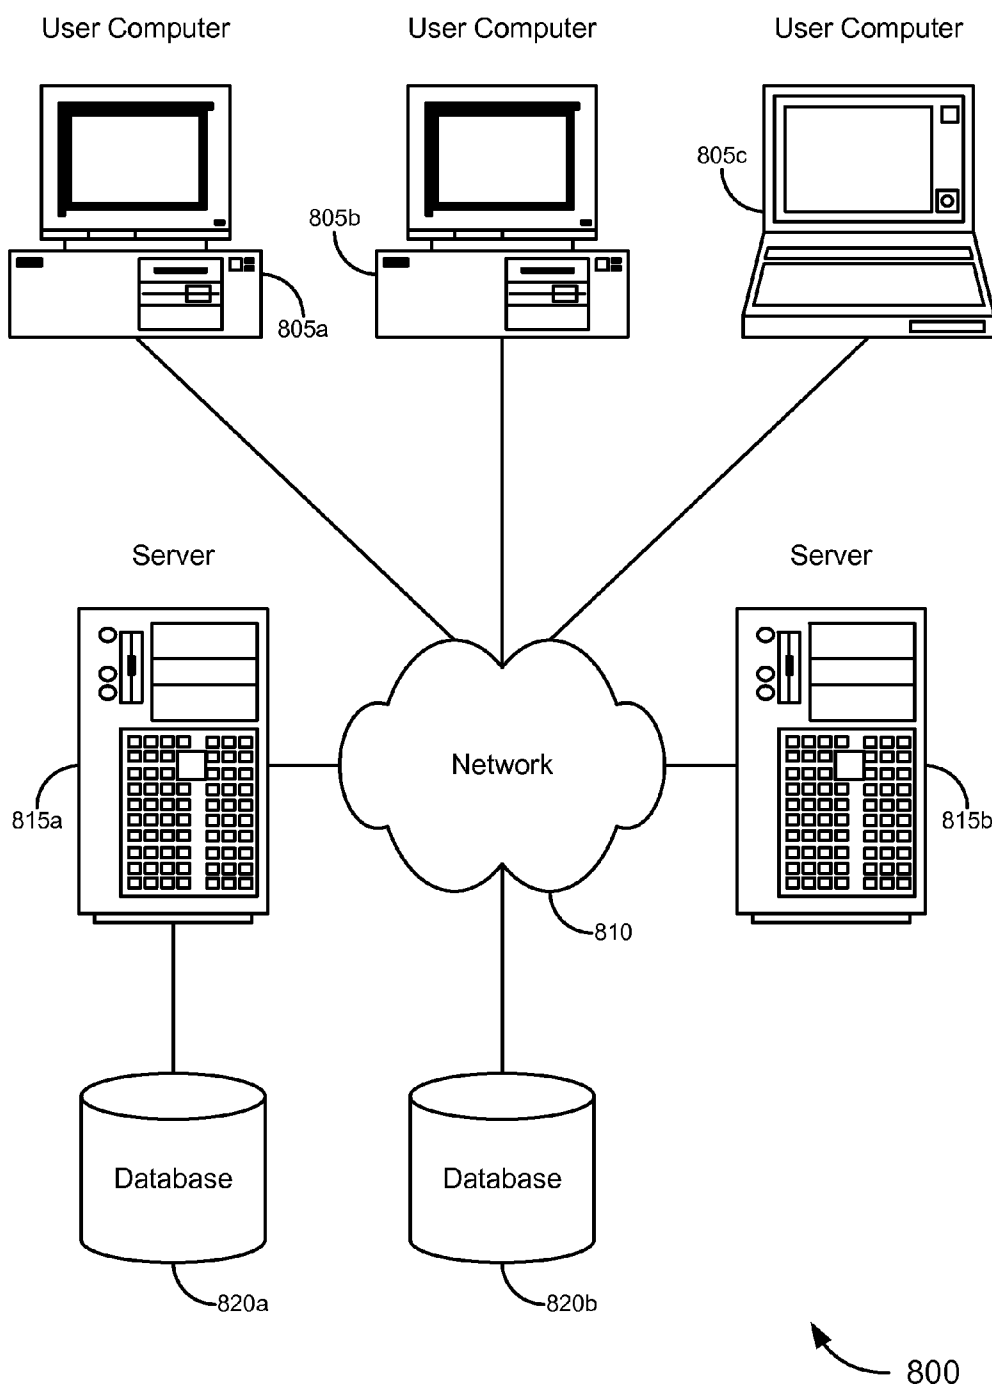 User Computer
User Computer
User Computer
805c
805b
805a
Server
Server
Network
815a
815b
810
Database
Database
820a
820b
800